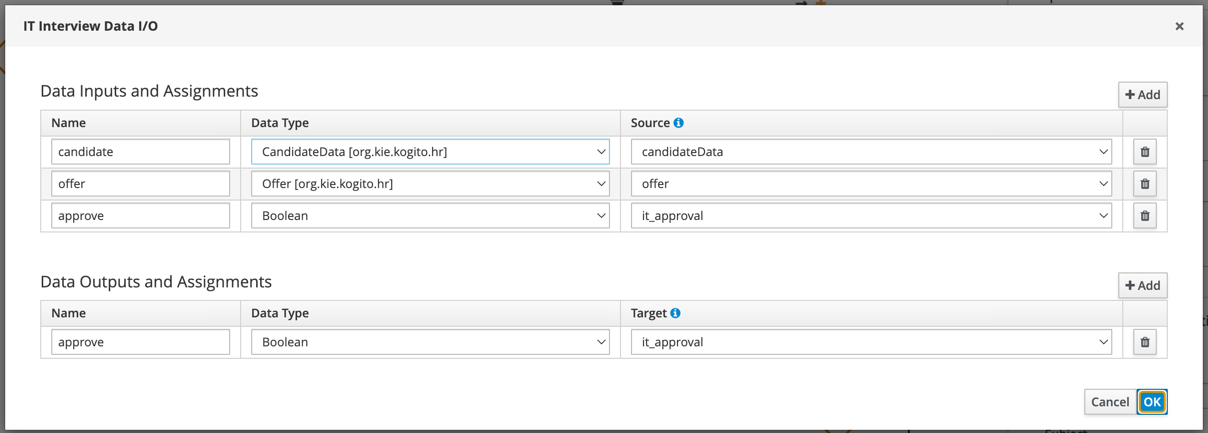 IT Interview Data I/O
×
Data Inputs and Assignments
+ Add
Name Data Type Source
candidate CandidateData [org.kie.kogito.hr] candidateData
offer Offer [org.kie.kogito.hr] offer
approve Boolean it_approval
Data Outputs and Assignments
+ Add
Name Data Type Target
approve Boolean it_approval
Cancel OK